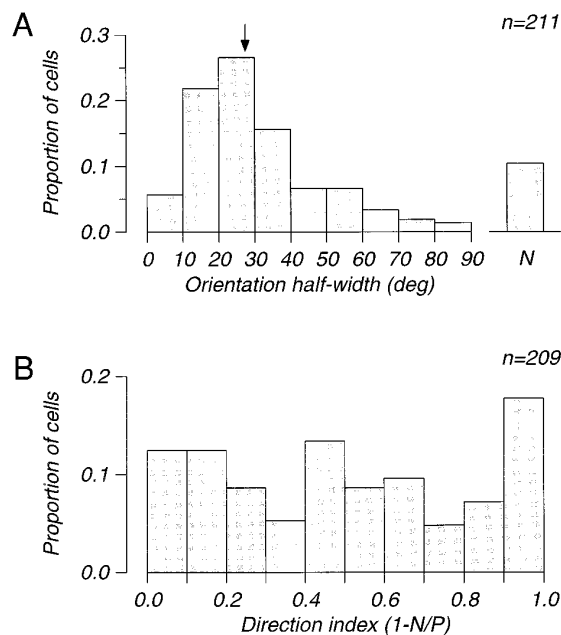 A
n=211
Proportion of cells
0.3
0.2
0.1
0.0
0 10 20 30 40 50 60 70 80 90 N
Orientation half-width (deg)
B
n=209
Proportion of cells
0.2
0.1
0.0
0.0 0.2 0.4 0.6 0.8 1.0
Direction index (1-N/P)